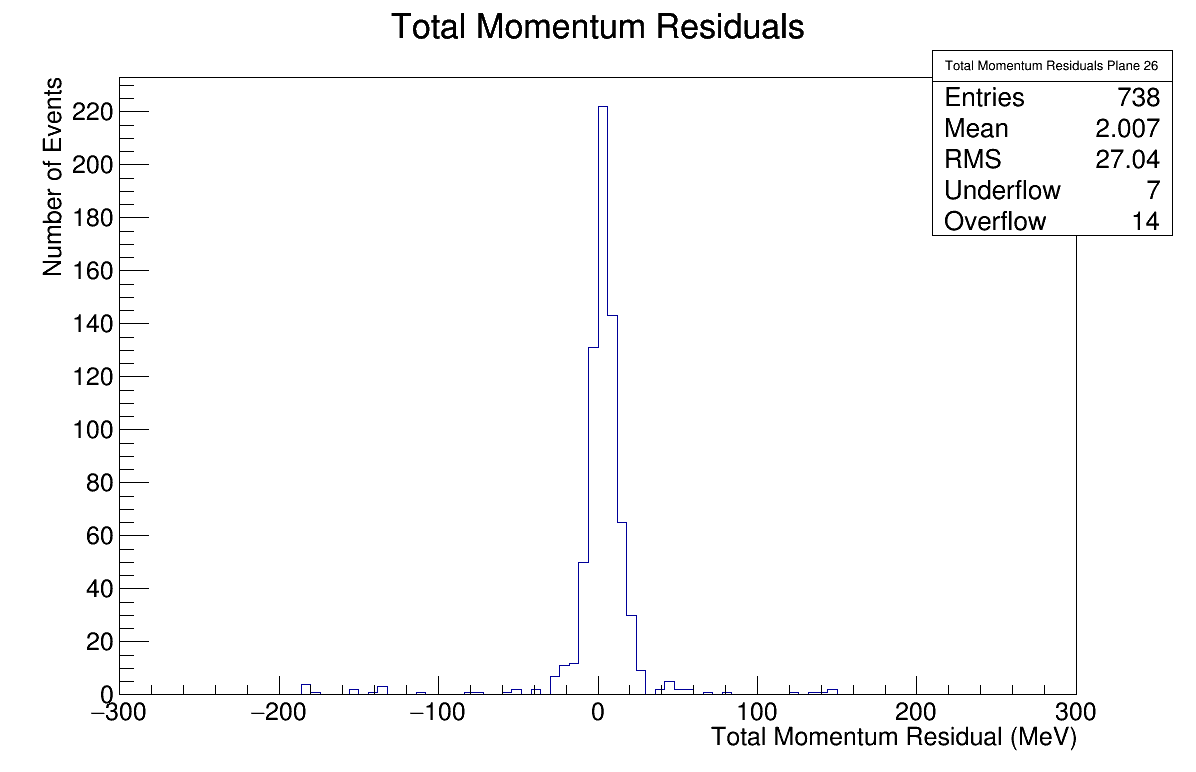 Total Momentum Residuals
Total Momentum Residuals Plane 26
Entries 738
Mean 2.007
RMS 27.04
Underflow 7
Overflow 14
Number of Events
220
200
180
160
140
120
100
80
60
40
20
0
−300 −200 −100 0 100 200 300
Total Momentum Residual (MeV)